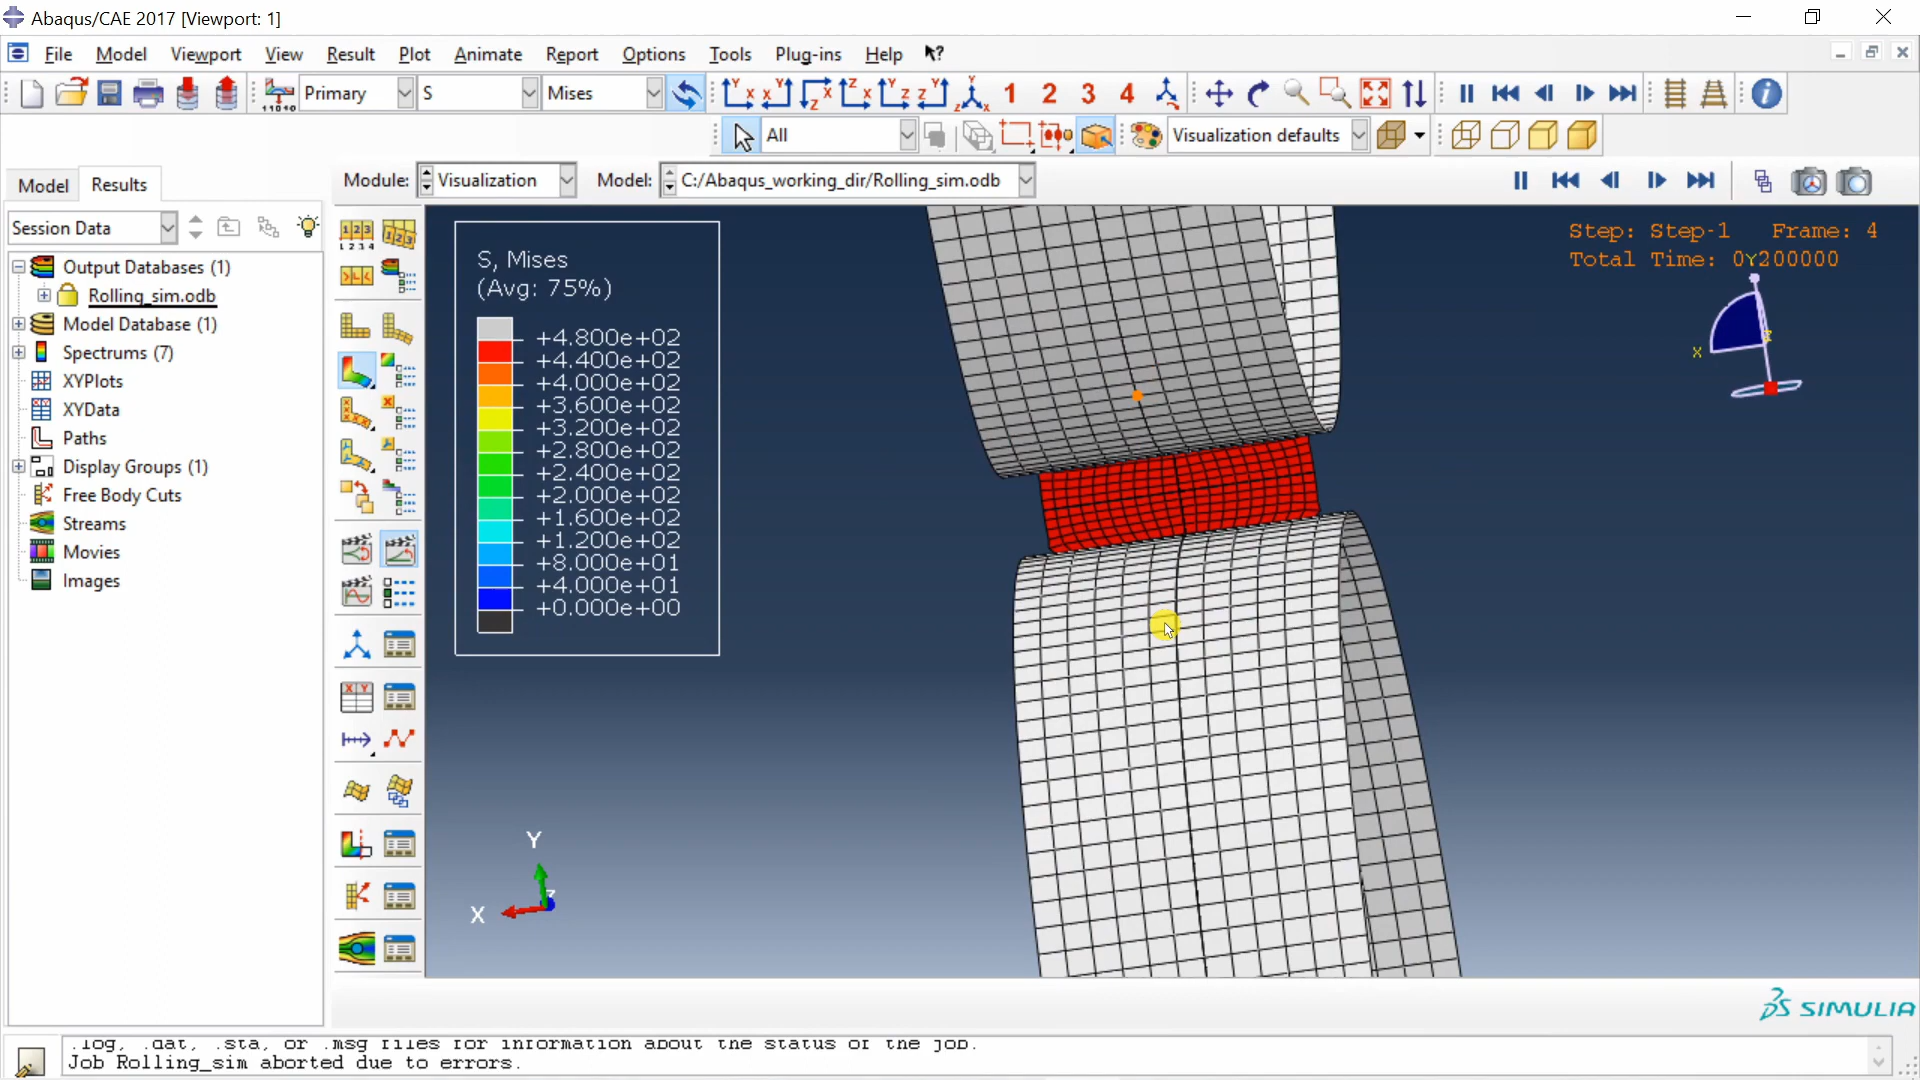 Abaqus/CAE 2017 [Viewport: 1]
File Model Viewport View Result Plot Animate Report Options Tools Plug-ins Help
Primary S Mises 1 2 3 4
All Visualization defaults
Model Results Module: Visualization Model: C:/Abaqus_working_dir/Rolling_sim.odb
Session Data
Output Databases (1)
Rolling_sim.odb
Model Database (1)
Spectrums (7)
XYPlots
XYData
Paths
Display Groups (1)
Free Body Cuts
Streams
Movies
Images
S, Mises
(Avg: 75%)
+4.800e+02
+4.400e+02
+4.000e+02
+3.600e+02
+3.200e+02
+2.800e+02
+2.400e+02
+2.000e+02
+1.600e+02
+1.200e+02
+8.000e+01
+4.000e+01
+0.000e+00
Step: Step-1 Frame: 4
Total Time: 0Y200000
X
Z
Y
Z
X
SIMULIA
.log, .dat, .sta, or .msg files for information about the status of the job.
Job Rolling_sim aborted due to errors.